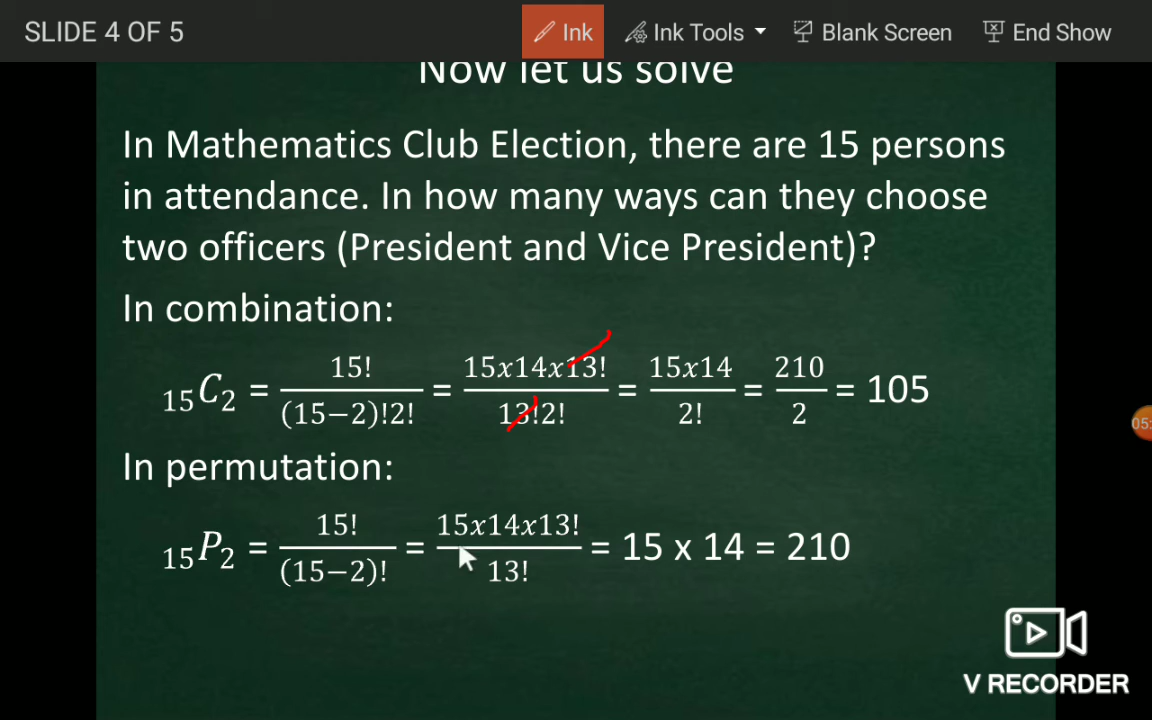 SLIDE 4 OF 5
Ink
Ink Tools
Blank Screen
End Show
Now let us solve
In Mathematics Club Election, there are 15 persons
in attendance. In how many ways can they choose
two officers (President and Vice President)?
In combination:
₁₅C₂ = 15!/((15−2)!2!) = (15x14x13!)/(13!2!) = (15x14)/2! = 210/2 = 105
05:
In permutation:
₁₅P₂ = 15!/(15−2)! = (15x14x13!)/13! = 15 x 14 = 210
V RECORDER